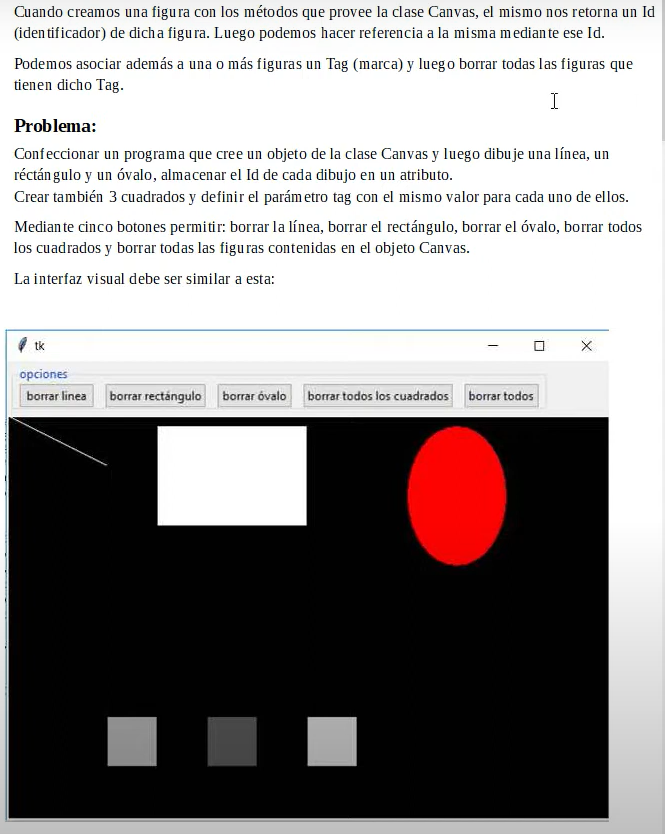 Cuando creamos una figura con los métodos que provee la clase Canvas, el mismo nos retorna un Id
(identificador) de dicha figura. Luego podemos hacer referencia a la misma mediante ese Id.
Podemos asociar además a una o más figuras un Tag (marca) y luego borrar todas las figuras que
tienen dicho Tag.
Problema:
Confeccionar un programa que cree un objeto de la clase Canvas y luego dibuje una línea, un
réctángulo y un óvalo, almacenar el Id de cada dibujo en un atributo.
Crear también 3 cuadrados y definir el parámetro tag con el mismo valor para cada uno de ellos.
Mediante cinco botones permitir: borrar la línea, borrar el rectángulo, borrar el óvalo, borrar todos
los cuadrados y borrar todas las figuras contenidas en el objeto Canvas.
La interfaz visual debe ser similar a esta:
tk
opciones
borrar linea borrar rectángulo borrar óvalo borrar todos los cuadrados borrar todos